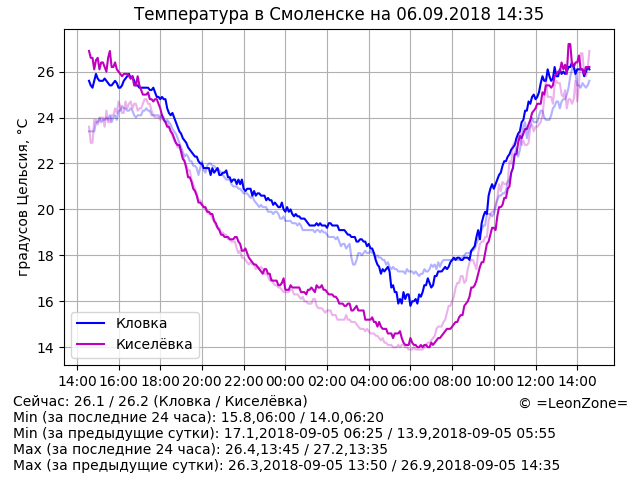 Температура в Смоленске на 06.09.2018 14:35
градусов Цельсия, °C
26
24
22
20
18
16
14
Кловка
Киселёвка
14:00 16:00 18:00 20:00 22:00 00:00 02:00 04:00 06:00 08:00 10:00 12:00 14:00
Сейчас: 26.1 / 26.2 (Кловка / Киселёвка)
© =LeonZone=
Min (за последние 24 часа): 15.8,06:00 / 14.0,06:20
Min (за предыдущие сутки): 17.1,2018-09-05 06:25 / 13.9,2018-09-05 05:55
Max (за последние 24 часа): 26.4,13:45 / 27.2,13:35
Max (за предыдущие сутки): 26.3,2018-09-05 13:50 / 26.9,2018-09-05 14:35